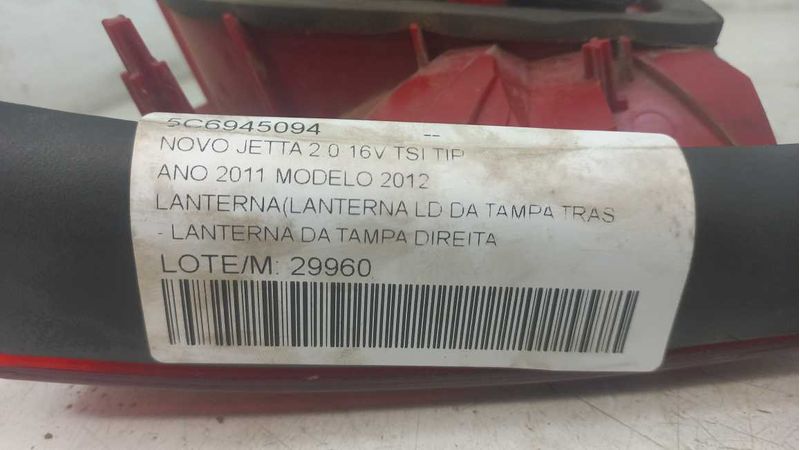 5C6945094 --
NOVO JETTA 2.0 16V TSI TIP
ANO 2011 MODELO 2012
LANTERNA(LANTERNA LD DA TAMPA TRAS
- LANTERNA DA TAMPA DIREITA
LOTE/M: 29960